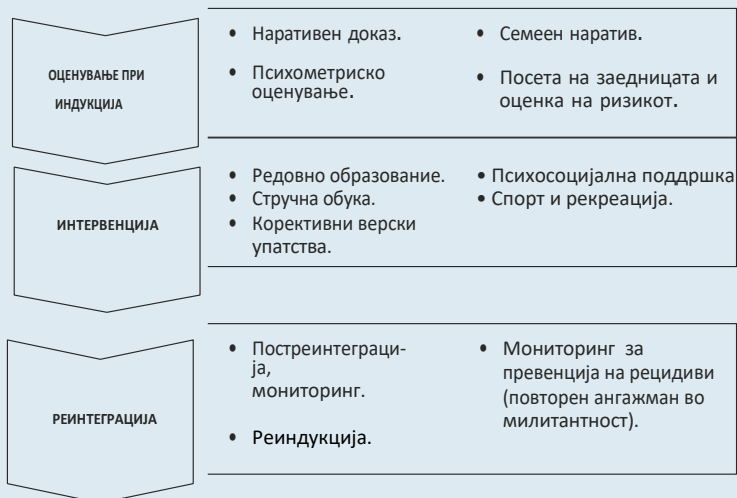 ОЦЕНУВАЊЕ ПРИ
ИНДУКЦИЈА
• Наративен доказ.
• Психометриско
оценување.
• Семеен наратив.
• Посета на заедницата и
оценка на ризикот.
ИНТЕРВЕНЦИЈА
• Редовно образование.
• Стручна обука.
• Корективни верски
упатства.
• Психосоцијална поддршка
• Спорт и рекреација.
РЕИНТЕГРАЦИЈА
• Постреинтеграци-
ја,
мониторинг.
• Реиндукција.
• Мониторинг за
превенција на рецидиви
(повторен ангажман во
милитантност).